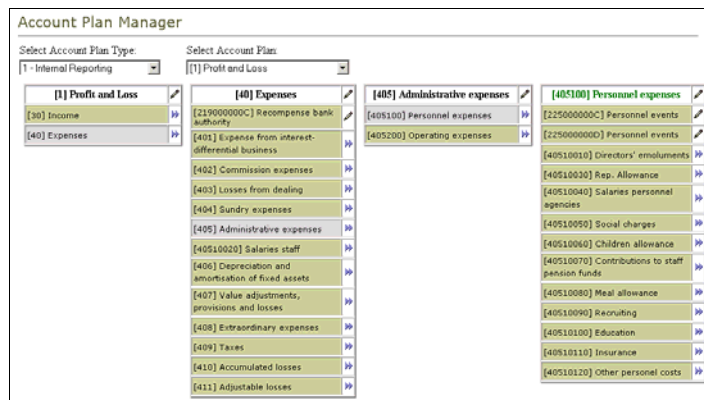 Account Plan Manager
Select Account Plan Type:
Select Account Plan:
1 - Internal Reporting
[1] Profit and Loss
[1] Profit and Loss
[30] Income
[40] Expenses
[40] Expenses
[219000000C] Recompense bank
authority
[401] Expense from interest-
differential business
[402] Commission expenses
[403] Losses from dealing
[404] Sundry expenses
[405] Administrative expenses
[40510020] Salaries staff
[406] Depreciation and
amortisation of fixed assets
[407] Value adjustments,
provisions and losses
[408] Extraordinary expenses
[409] Taxes
[410] Accumulated losses
[411] Adjustable losses
[405] Administrative expenses
[405100] Personnel expenses
[405200] Operating expenses
[405100] Personnel expenses
[225000000C] Personnel events
[225000000D] Personnel events
[40510010] Directors' emoluments
[40510030] Rep. Allowance
[40510040] Salaries personnel
agencies
[40510050] Social charges
[40510060] Children allowance
[40510070] Contributions to staff
pension funds
[40510080] Meal allowance
[40510090] Recruiting
[40510100] Education
[40510110] Insurance
[40510120] Other personel costs